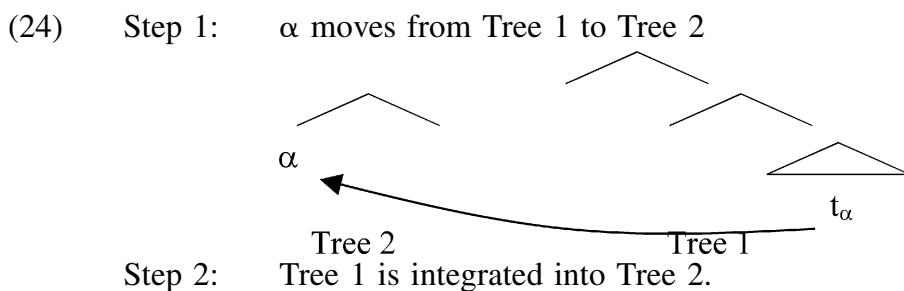 (24) Step 1: α moves from Tree 1 to Tree 2
α
t_α
Tree 2 Tree 1
Step 2: Tree 1 is integrated into Tree 2.